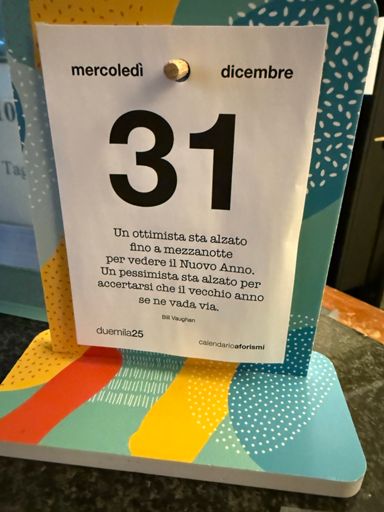 mercoledì dicembre
31
Un ottimista sta alzato
fino a mezzanotte
per vedere il Nuovo Anno.
Un pessimista sta alzato per
accertarsi che il vecchio anno
se ne vada via.
Bill Vaughan
duemila25 calendarioaforismi